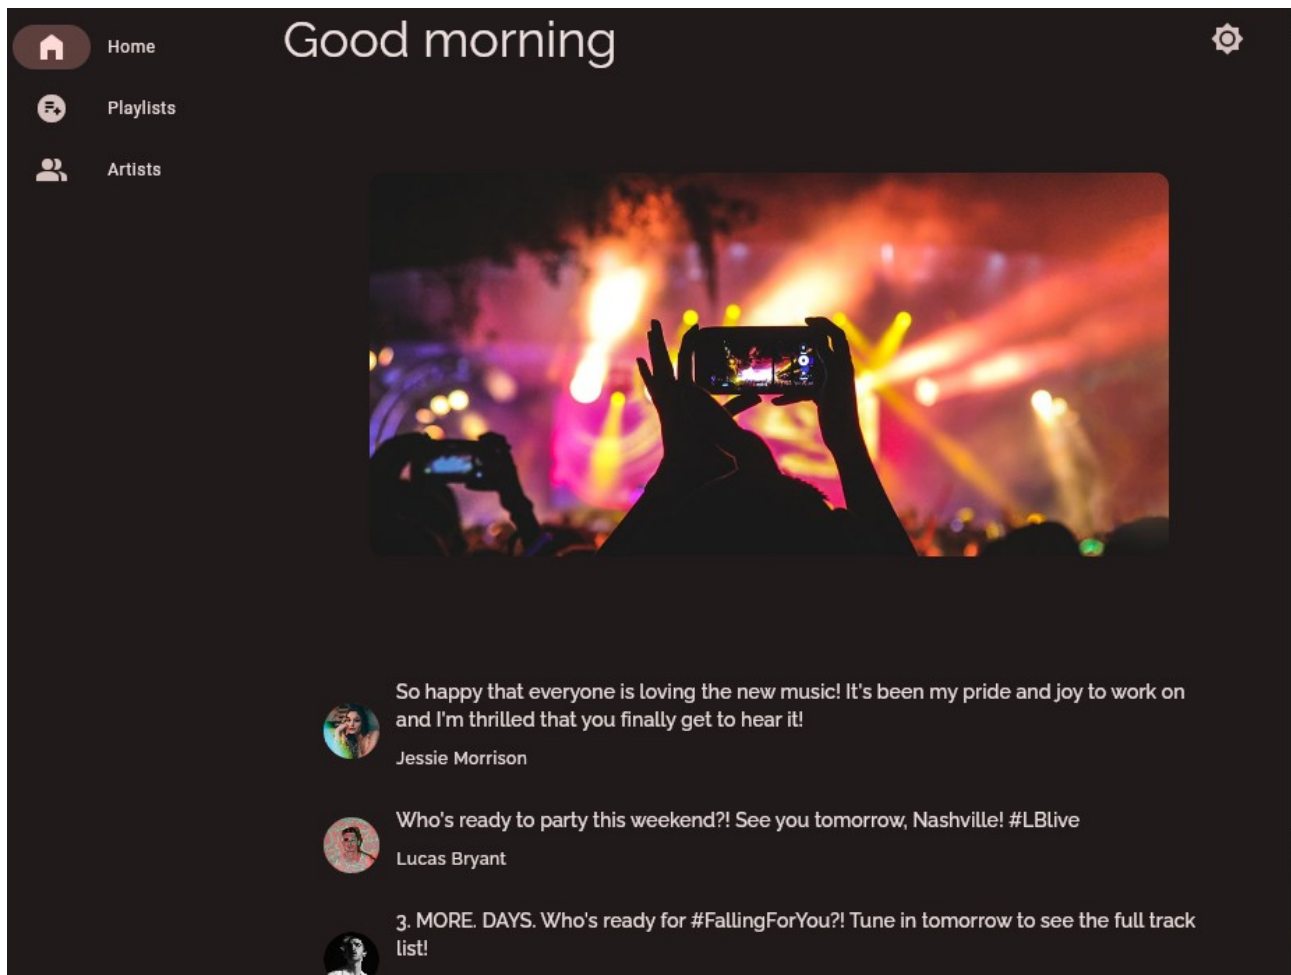 Home
Good morning
Playlists
Artists
So happy that everyone is loving the new music! It's been my pride and joy to work on
and I'm thrilled that you finally get to hear it!
Jessie Morrison
Who's ready to party this weekend?! See you tomorrow, Nashville! #LBlive
Lucas Bryant
3. MORE. DAYS. Who's ready for #FallingForYou?! Tune in tomorrow to see the full track
list!